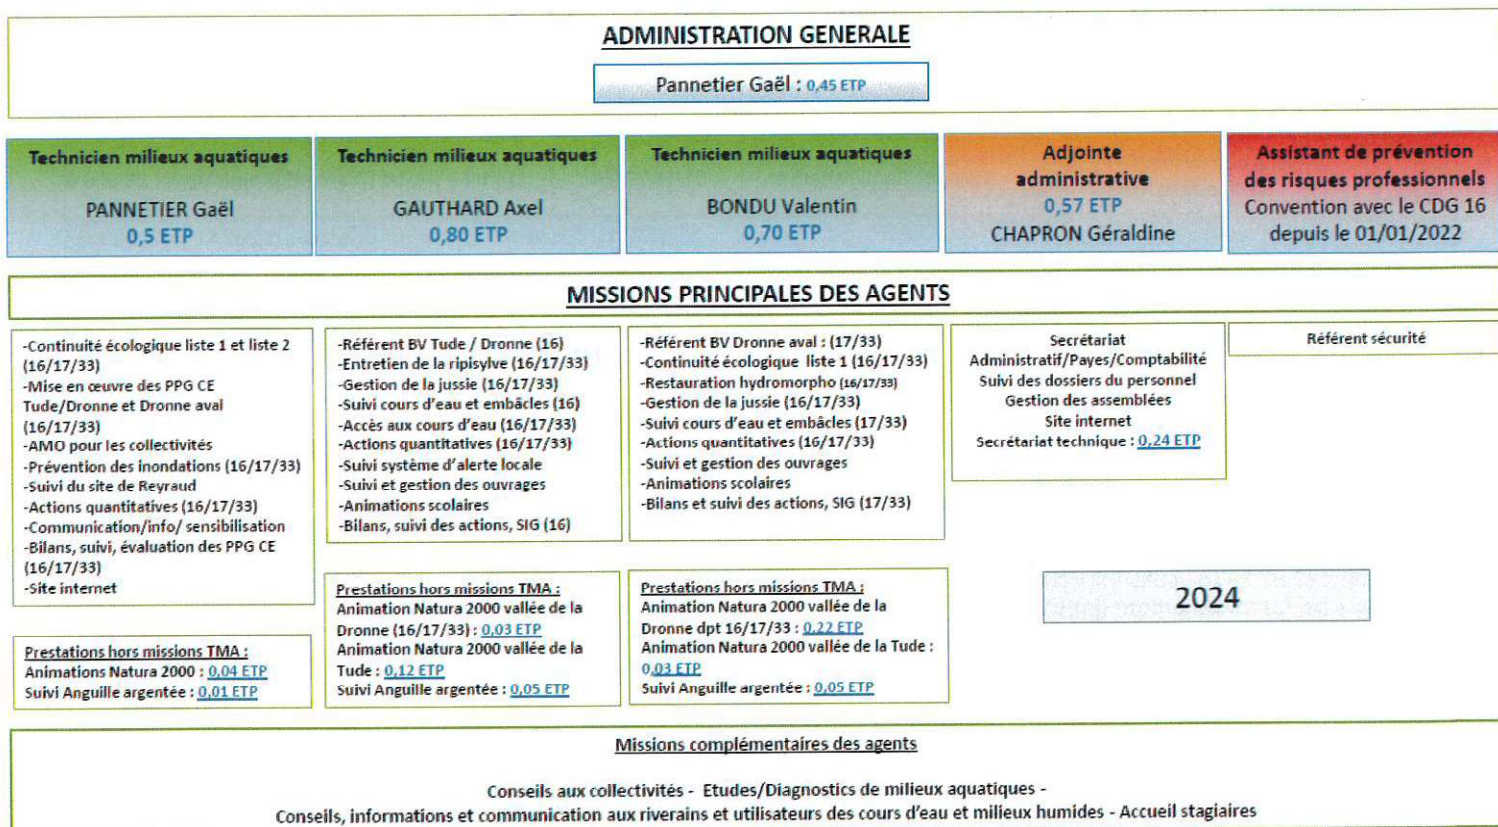 ADMINISTRATION GENERALE
Pannetier Gaël : 0,45 ETP
Technicien milieux aquatiques
PANNETIER Gaël
0,5 ETP
Technicien milieux aquatiques
GAUTHARD Axel
0,80 ETP
Technicien milieux aquatiques
BONDU Valentin
0,70 ETP
Adjointe
administrative
0,57 ETP
CHAPRON Géraldine
Assistant de prévention
des risques professionnels
Convention avec le CDG 16
depuis le 01/01/2022
MISSIONS PRINCIPALES DES AGENTS
-Continuité écologique liste 1 et liste 2
(16/17/33)
-Mise en œuvre des PPG CE
Tude/Dronne et Dronne aval
(16/17/33)
-AMO pour les collectivités
-Prévention des inondations (16/17/33)
-Suivi du site de Reyraud
-Actions quantitatives (16/17/33)
-Communication/info/ sensibilisation
-Bilans, suivi, évaluation des PPG CE
(16/17/33)
-Site internet
Prestations hors missions TMA :
Animations Natura 2000 : 0,04 ETP
Suivi Anguille argentée : 0,01 ETP
-Référent BV Tude / Dronne (16)
-Entretien de la ripisylve (16/17/33)
-Gestion de la jussie (16/17/33)
-Suivi cours d'eau et embâcles (16)
-Accès aux cours d'eau (16/17/33)
-Actions quantitatives (16/17/33)
-Suivi système d'alerte locale
-Suivi et gestion des ouvrages
-Animations scolaires
-Bilans, suivi des actions, SIG (16)
Prestations hors missions TMA :
Animation Natura 2000 vallée de la
Dronne (16/17/33) : 0,03 ETP
Animation Natura 2000 vallée de la
Tude : 0,12 ETP
Suivi Anguille argentée : 0,05 ETP
-Référent BV Dronne aval : (17/33)
-Continuité écologique liste 1 (16/17/33)
-Restauration hydromorpho (16/17/33)
-Gestion de la jussie (16/17/33)
-Suivi cours d'eau et embâcles (17/33)
-Actions quantitatives (16/17/33)
-Suivi et gestion des ouvrages
-Animations scolaires
-Bilans et suivi des actions, SIG (17/33)
Prestations hors missions TMA :
Animation Natura 2000 vallée de la
Dronne dpt 16/17/33 : 0,22 ETP
Animation Natura 2000 vallée de la Tude :
0,03 ETP
Suivi Anguille argentée : 0,05 ETP
Secrétariat
Administratif/Payes/Comptabilité
Suivi des dossiers du personnel
Gestion des assemblées
Site internet
Secrétariat technique : 0,24 ETP
Référent sécurité
2024
Missions complémentaires des agents
Conseils aux collectivités - Etudes/Diagnostics de milieux aquatiques -
Conseils, informations et communication aux riverains et utilisateurs des cours d'eau et milieux humides - Accueil stagiaires